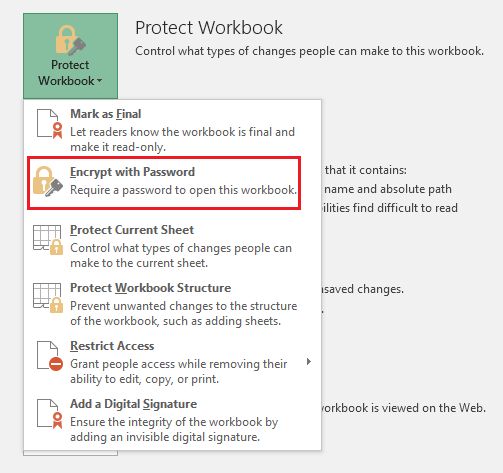 Protect Workbook
Control what types of changes people can make to this workbook.
Protect
Workbook
Mark as Final
Let readers know the workbook is final and
make it read-only.
Encrypt with Password
Require a password to open this workbook.
that it contains:
name and absolute path
bilities find difficult to read
Protect Current Sheet
Control what types of changes people can
make to the current sheet.
Protect Workbook Structure
Prevent unwanted changes to the structure
of the workbook, such as adding sheets.
nsaved changes.
Restrict Access
Grant people access while removing their
ability to edit, copy, or print.
Add a Digital Signature
Ensure the integrity of the workbook by
adding an invisible digital signature.
workbook is viewed on the Web.